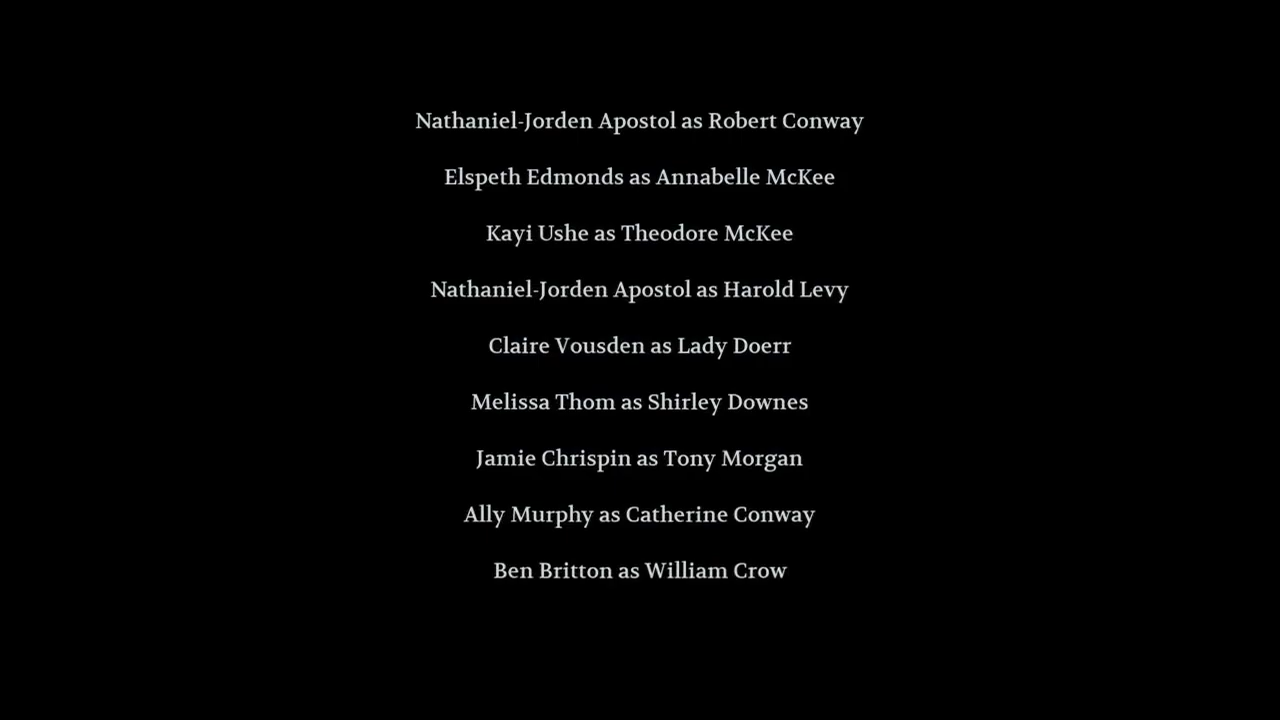 Nathaniel-Jorden Apostol as Robert Conway
Elspeth Edmonds as Annabelle McKee
Kayi Ushe as Theodore McKee
Nathaniel-Jorden Apostol as Harold Levy
Claire Vousden as Lady Doerr
Melissa Thom as Shirley Downes
Jamie Chrispin as Tony Morgan
Ally Murphy as Catherine Conway
Ben Britton as William Crow